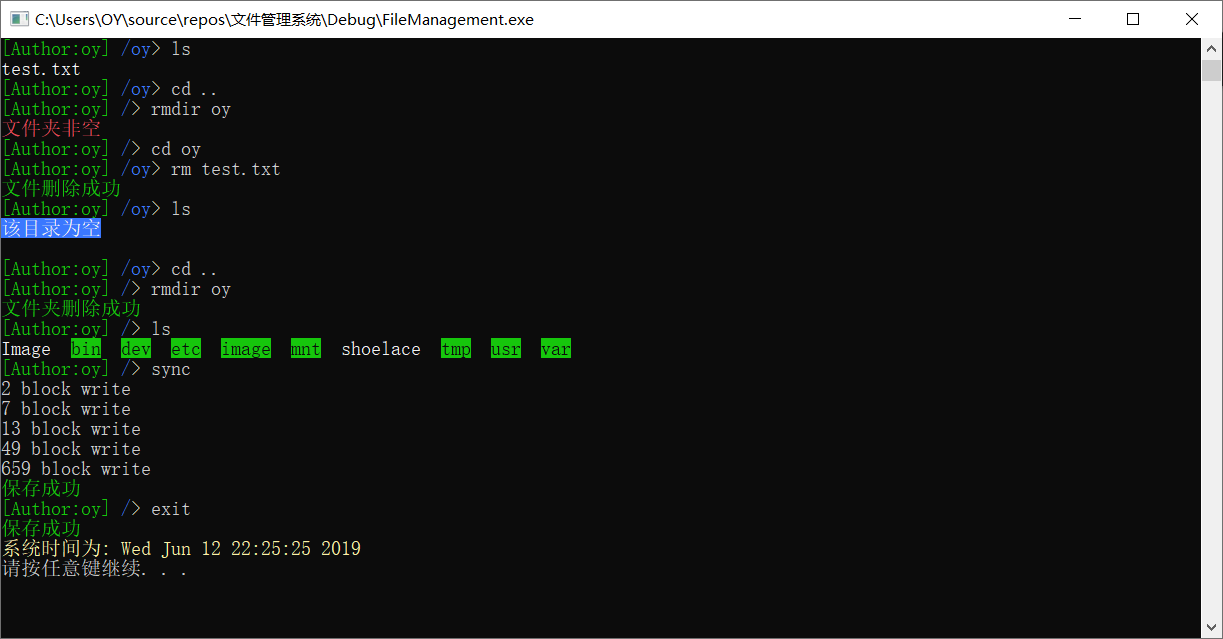 C:\Users\OY\source\repos\文件管理系统\Debug\FileManagement.exe
[Author:oy] /oy> ls
test.txt
[Author:oy] /oy> cd ..
[Author:oy] /> rmdir oy
文件夹非空
[Author:oy] /> cd oy
[Author:oy] /oy> rm test.txt
文件删除成功
[Author:oy] /oy> ls
该目录为空
[Author:oy] /oy> cd ..
[Author:oy] /> rmdir oy
文件夹删除成功
[Author:oy] /> ls
Image bin dev etc image mnt shoelace tmp usr var
[Author:oy] /> sync
2 block write
7 block write
13 block write
49 block write
659 block write
保存成功
[Author:oy] /> exit
保存成功
系统时间为: Wed Jun 12 22:25:25 2019
请按任意键继续. . .